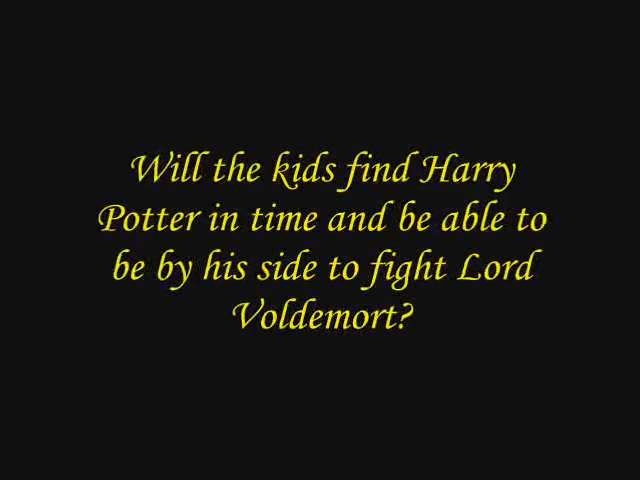 Will the kids find Harry
Potter in time and be able to
be by his side to fight Lord
Voldemort?